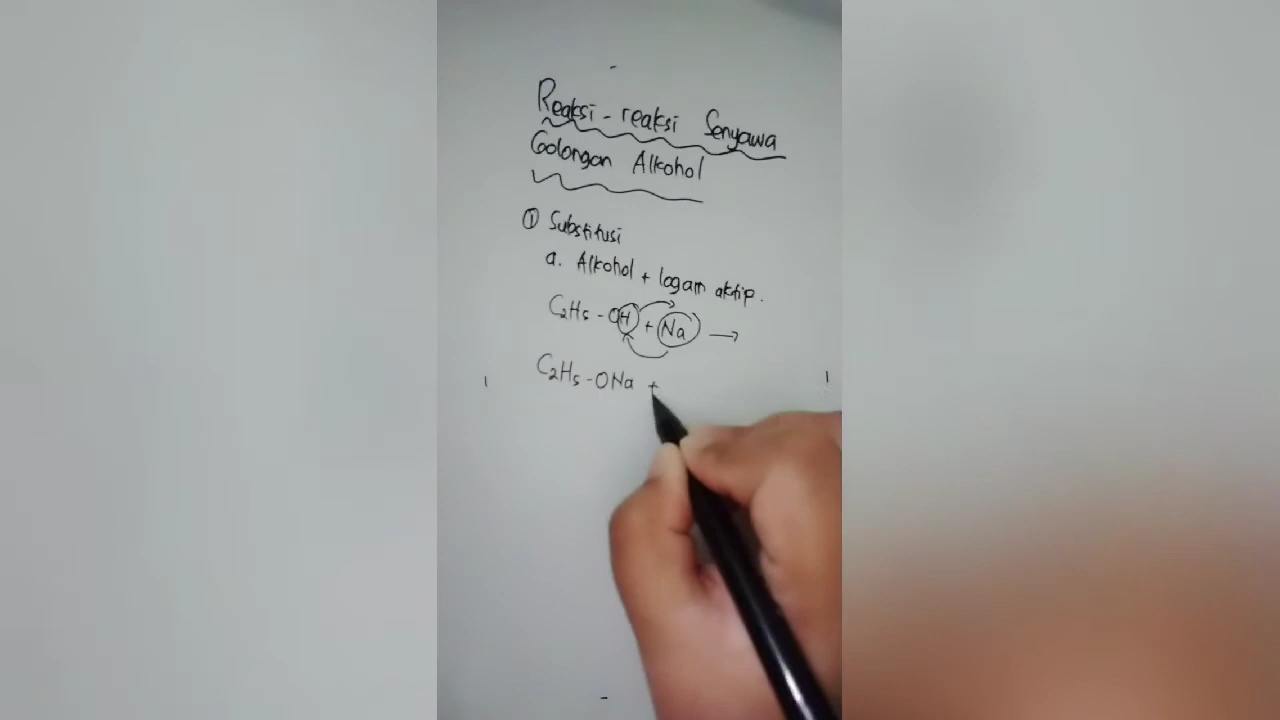 Reaksi - reaksi Senyawa
Golongan Alkohol
① Substitusi
a. Alkohol + logam aktip.
C₂H₅ - OH + Na →
C₂H₅ - ONa +